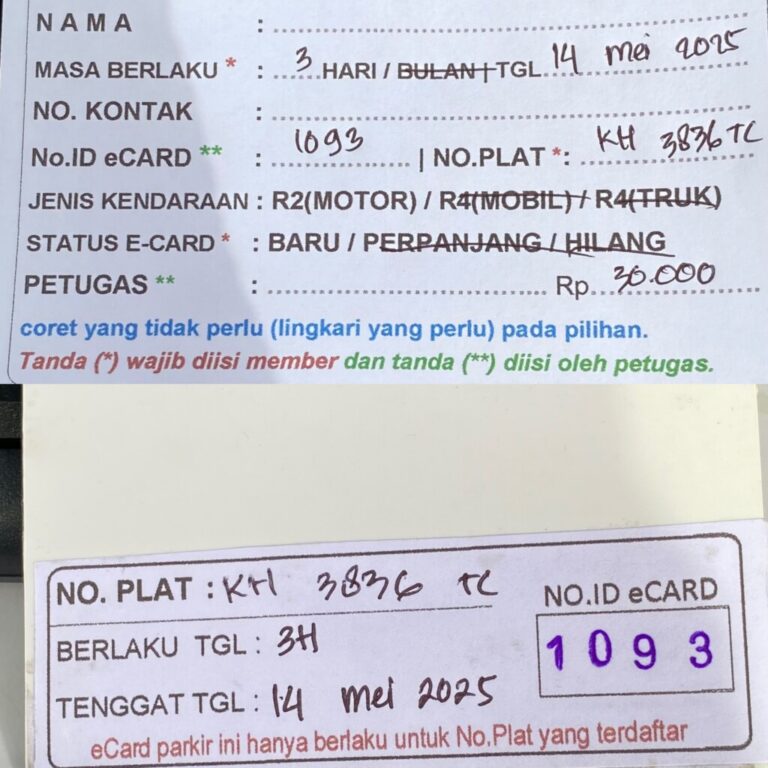 NAMA : 
MASA BERLAKU * : 3 HARI / BULAN | TGL 14 mei 2025
NO. KONTAK : 
No.ID eCARD ** : 1093 | NO.PLAT *: KH 3836 TC
JENIS KENDARAAN : R2(MOTOR) / R4(MOBIL) / R4(TRUK)
STATUS E-CARD * : BARU / PERPANJANG / HILANG
PETUGAS ** : Rp. 30.000
coret yang tidak perlu (lingkari yang perlu) pada pilihan.
Tanda (*) wajib diisi member dan tanda (**) diisi oleh petugas.
NO. PLAT : KH 3836 TC
NO.ID eCARD
BERLAKU TGL : 3H
1093
TENGGAT TGL : 14 mei 2025
eCard parkir ini hanya berlaku untuk No.Plat yang terdaftar